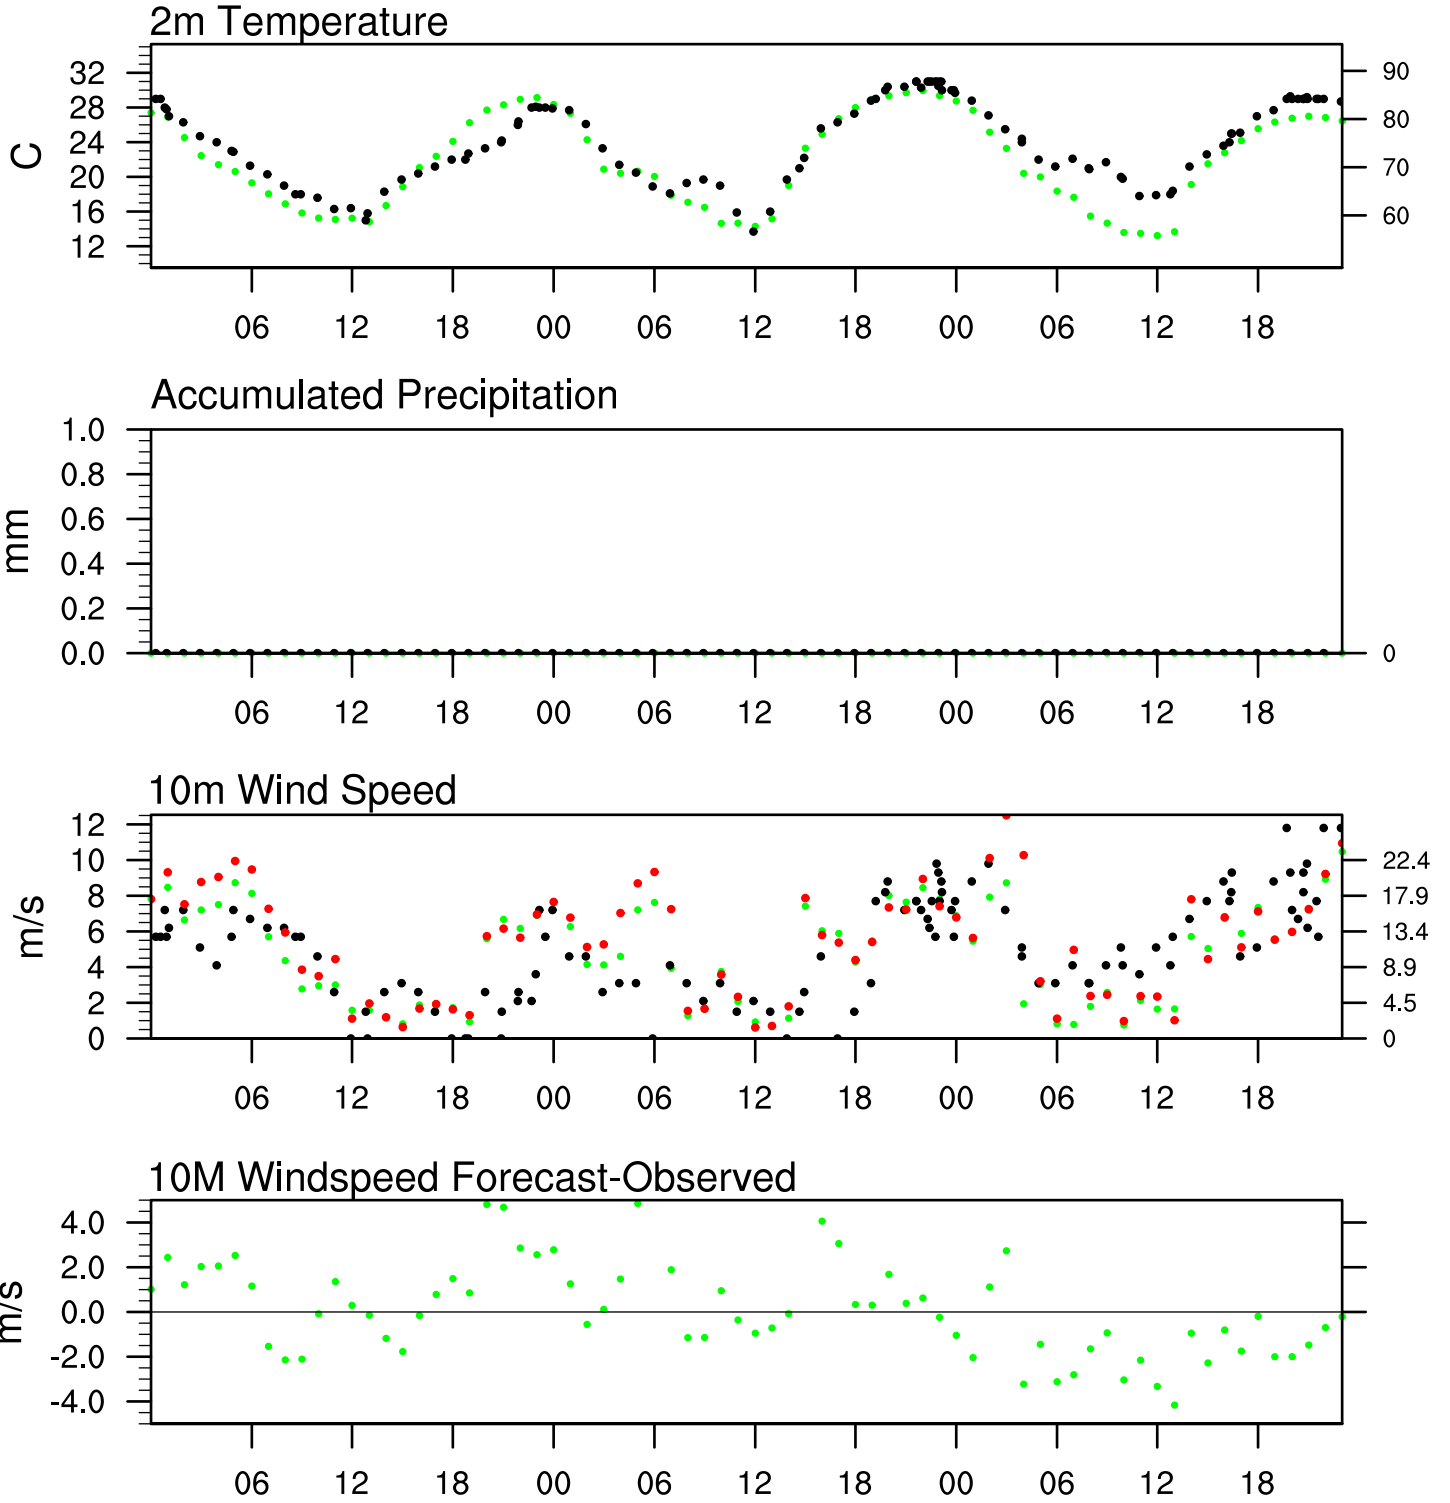 2m Temperature
32 90
28 80
24
C
20 70
16 60
12
06 12 18 00 06 12 18 00 06 12 18
Accumulated Precipitation
1.0
0.8
0.6
mm
0.4
0.2
0.0 0
06 12 18 00 06 12 18 00 06 12 18
10m Wind Speed
12
10 22.4
8 17.9
m/s
6 13.4
4 8.9
2 4.5
0 0
06 12 18 00 06 12 18 00 06 12 18
10M Windspeed Forecast-Observed
4.0
2.0
m/s
0.0
-2.0
-4.0
06 12 18 00 06 12 18 00 06 12 18